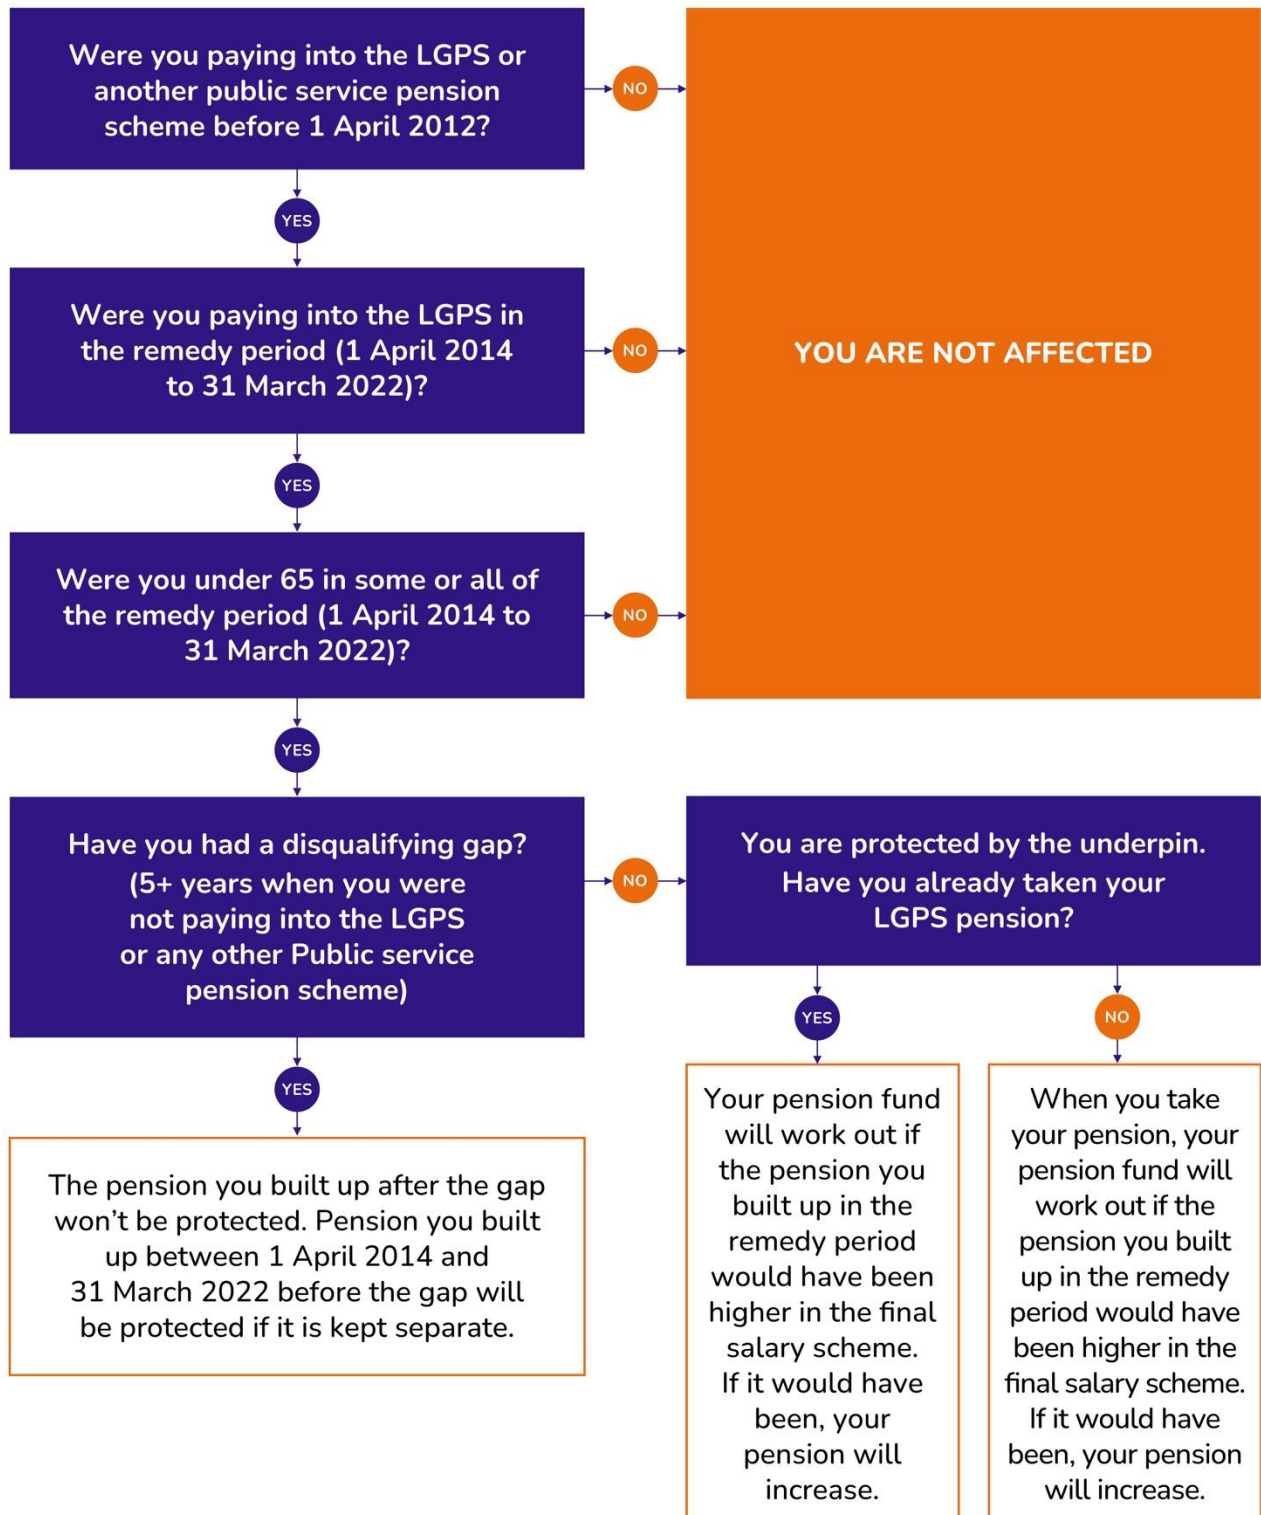 Were you paying into the LGPS or
another public service pension
scheme before 1 April 2012?
NO
YOU ARE NOT AFFECTED
YES
Were you paying into the LGPS in
the remedy period (1 April 2014
to 31 March 2022)?
NO
YES
Were you under 65 in some or all of
the remedy period (1 April 2014 to
31 March 2022)?
NO
YES
Have you had a disqualifying gap?
(5+ years when you were
not paying into the LGPS
or any other Public service
pension scheme)
NO
You are protected by the underpin.
Have you already taken your
LGPS pension?
YES
The pension you built up after the gap
won't be protected. Pension you built
up between 1 April 2014 and
31 March 2022 before the gap will
be protected if it is kept separate.
YES
Your pension fund
will work out if
the pension you
built up in the
remedy period
would have been
higher in the final
salary scheme.
If it would have
been, your
pension will
increase.
NO
When you take
your pension, your
pension fund will
work out if the
pension you built
up in the remedy
period would have
been higher in the
final salary scheme.
If it would have
been, your pension
will increase.